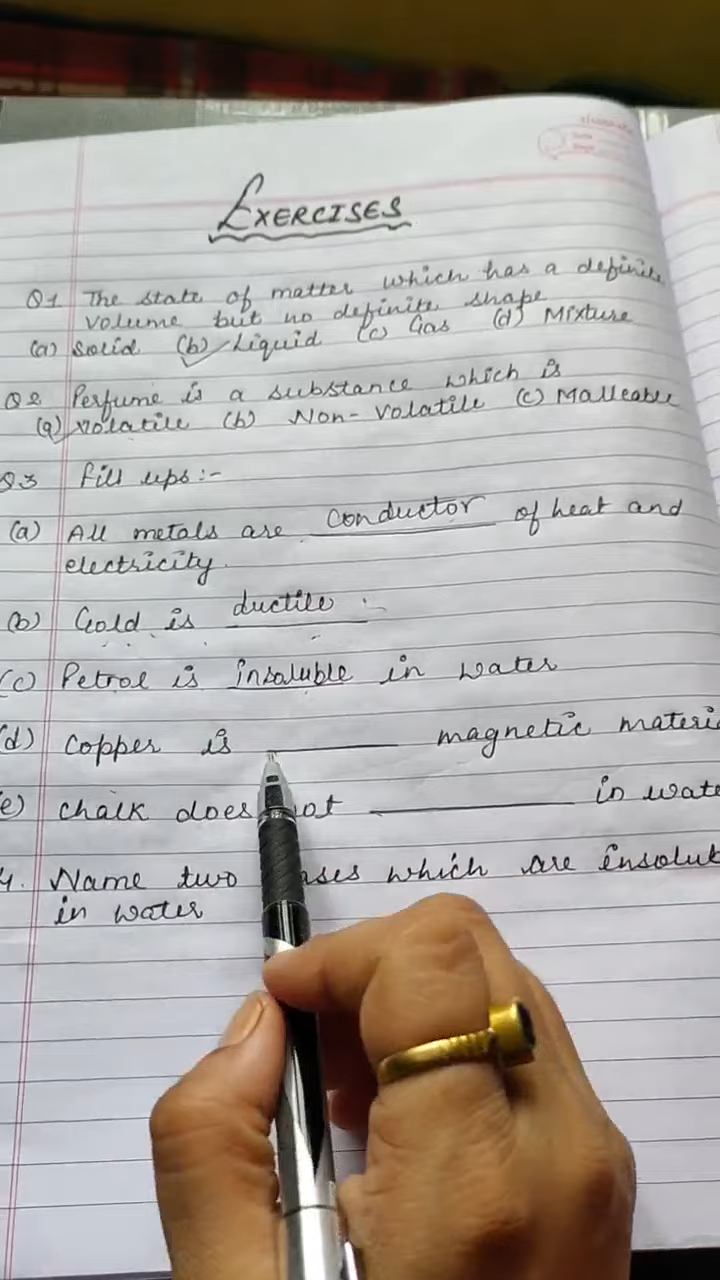 EXERCISES
Q1 The state of matter which has a definite
volume but no definite shape
(a) Solid (b) Liquid (c) Gas (d) Mixture
Q2 Perfume is a substance which is
(a) Volatile (b) Non-Volatile (c) Malleable
Q3 Fill ups:-
(a) All metals are conductor of heat and
electricity.
(b) Gold is ductile
(c) Petrol is insoluble in water
(d) Copper is ______ magnetic
(e) Chalk does ______ in
4. Name two which are
in water